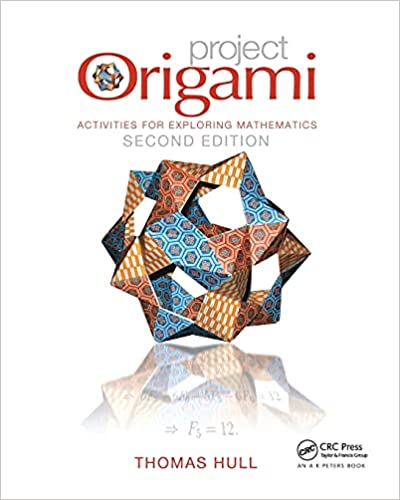 project
Origami
ACTIVITIES FOR EXPLORING MATHEMATICS
SECOND EDITION
⇒ F₅ = 12.
THOMAS HULL
CRC
CRC Press
Taylor & Francis Group
AN A K PETERS BOOK